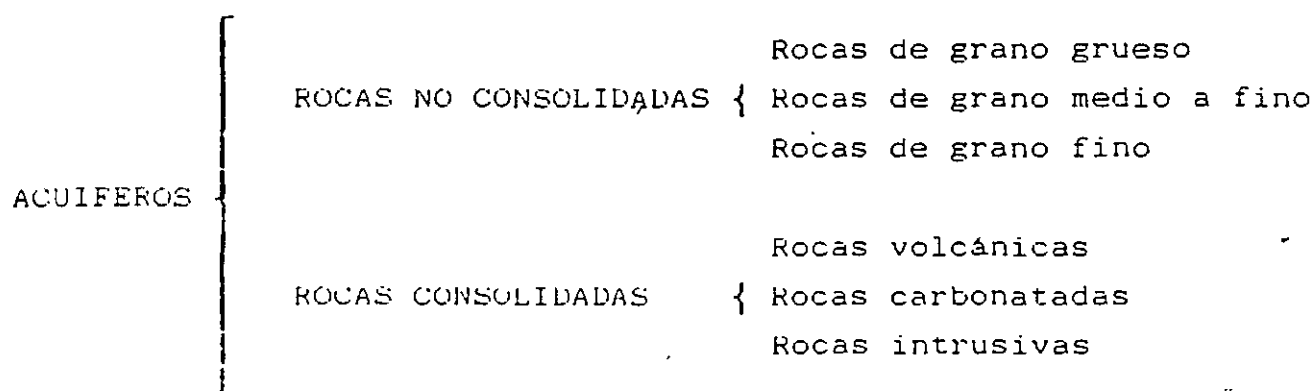 Rocas de grano grueso
ROCAS NO CONSOLIDADAS { Rocas de grano medio a fino
Rocas de grano fino
ACUIFEROS {
Rocas volcánicas
ROCAS CONSOLIDADAS { Rocas carbonatadas
Rocas intrusivas